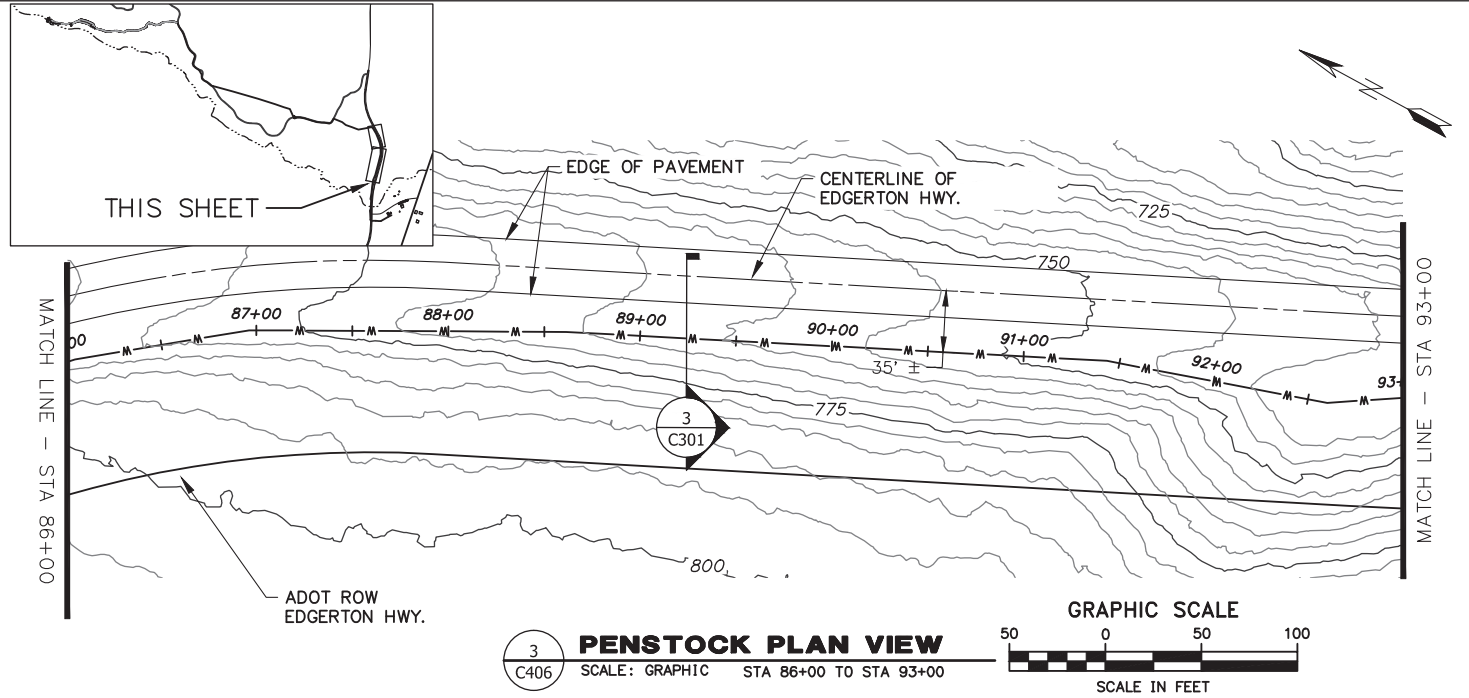 THIS SHEET
EDGE OF PAVEMENT
CENTERLINE OF
EDGERTON HWY.
N
725
750
MATCH LINE - STA 86+00
00
87+00
88+00
89+00
90+00
91+00
92+00
93+
W W W W W W W W W W W W W W W W W W
35' ±
775
3
C301
800
MATCH LINE - STA 93+00
ADOT ROW
EDGERTON HWY.
3
C406
PENSTOCK PLAN VIEW
SCALE: GRAPHIC STA 86+00 TO STA 93+00
GRAPHIC SCALE
50 0 50 100
SCALE IN FEET